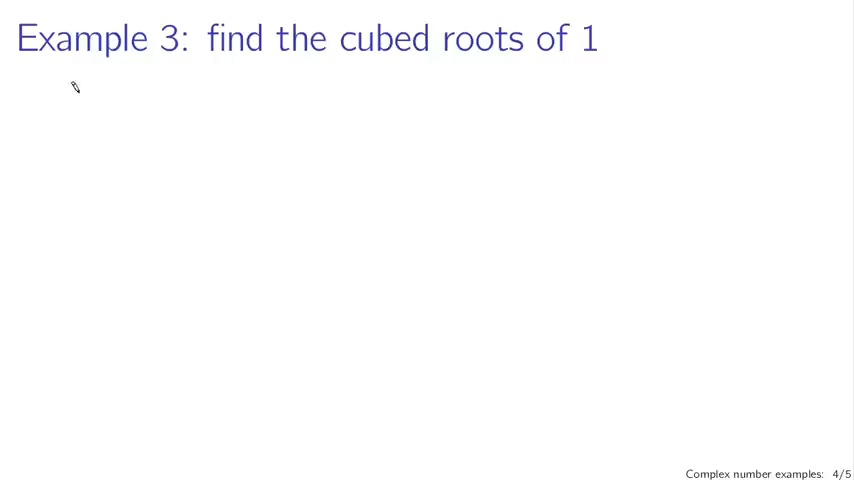 Example 3: find the cubed roots of 1
Complex number examples: 4/5